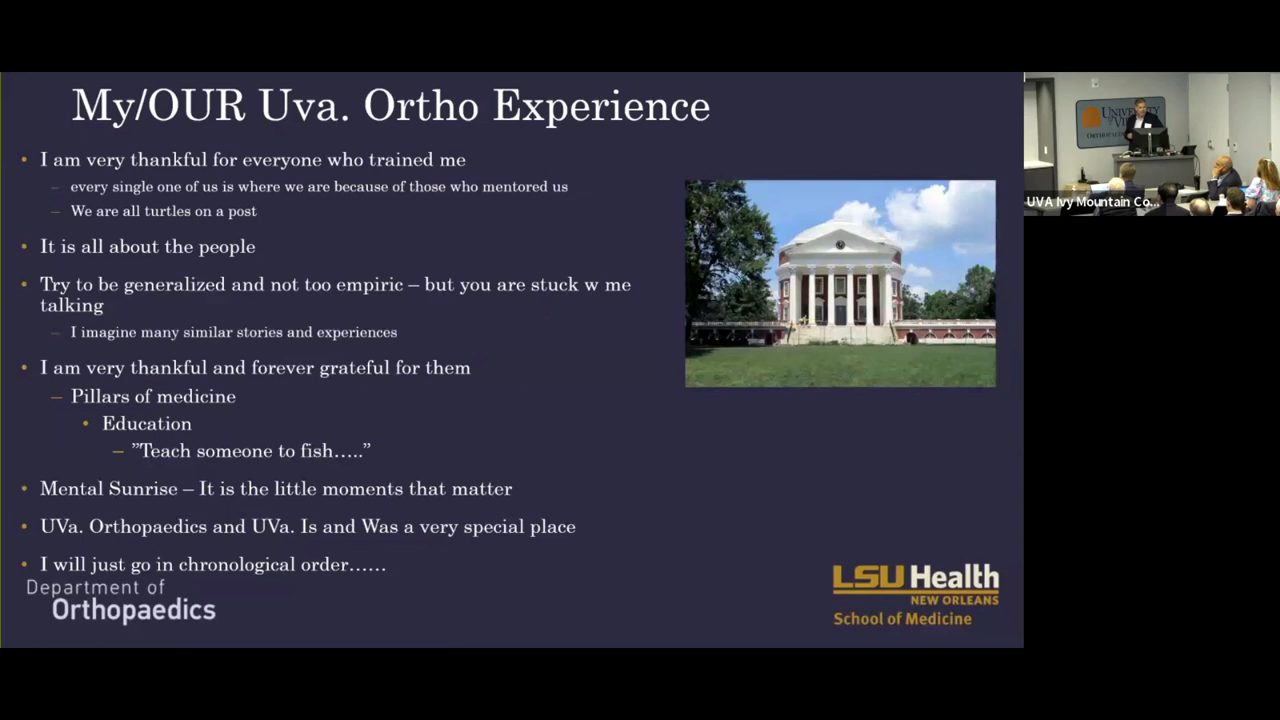 My/OUR Uva. Ortho Experience
• I am very thankful for everyone who trained me
– every single one of us is where we are because of those who mentored us
– We are all turtles on a post
• It is all about the people
• Try to be generalized and not too empiric – but you are stuck w me
talking
– I imagine many similar stories and experiences
• I am very thankful and forever grateful for them
– Pillars of medicine
• Education
– ”Teach someone to fish…..”
• Mental Sunrise – It is the little moments that matter
• UVa. Orthopaedics and UVa. Is and Was a very special place
• I will just go in chronological order……
Department of
Orthopaedics
LSU Health
NEW ORLEANS
School of Medicine
UNIVERSITY
UVA Ivy Mountain Co...